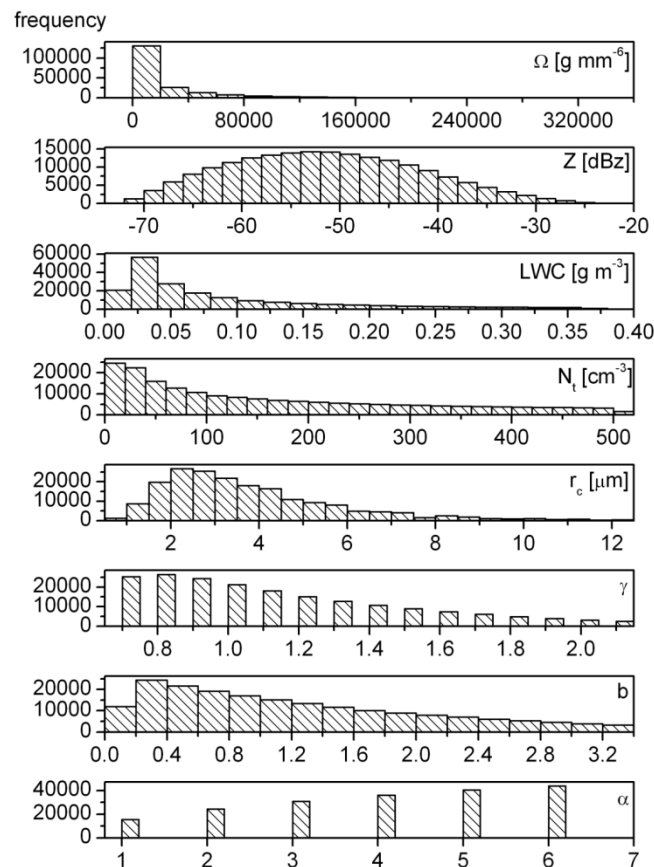 frequency
100000
50000
0
Ω [g mm⁻⁶]
0 80000 160000 240000 320000
15000
10000
5000
0
Z [dBz]
-70 -60 -50 -40 -30 -20
60000
40000
20000
0
LWC [g m⁻³]
0.00 0.05 0.10 0.15 0.20 0.25 0.30 0.35 0.40
20000
10000
0
Nₜ [cm⁻³]
0 100 200 300 400 500
20000
10000
0
r_c [μm]
2 4 6 8 10 12
20000
10000
0
γ
0.8 1.0 1.2 1.4 1.6 1.8 2.0
20000
10000
0
b
0.0 0.4 0.8 1.2 1.6 2.0 2.4 2.8 3.2
40000
20000
0
α
1 2 3 4 5 6 7